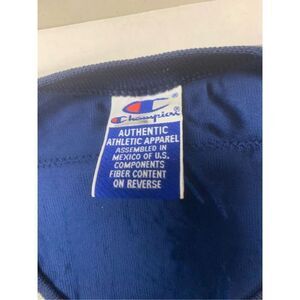 Champion®
AUTHENTIC
ATHLETIC APPAREL
ASSEMBLED IN
MEXICO OF U.S.
COMPONENTS
FIBER CONTENT
ON REVERSE